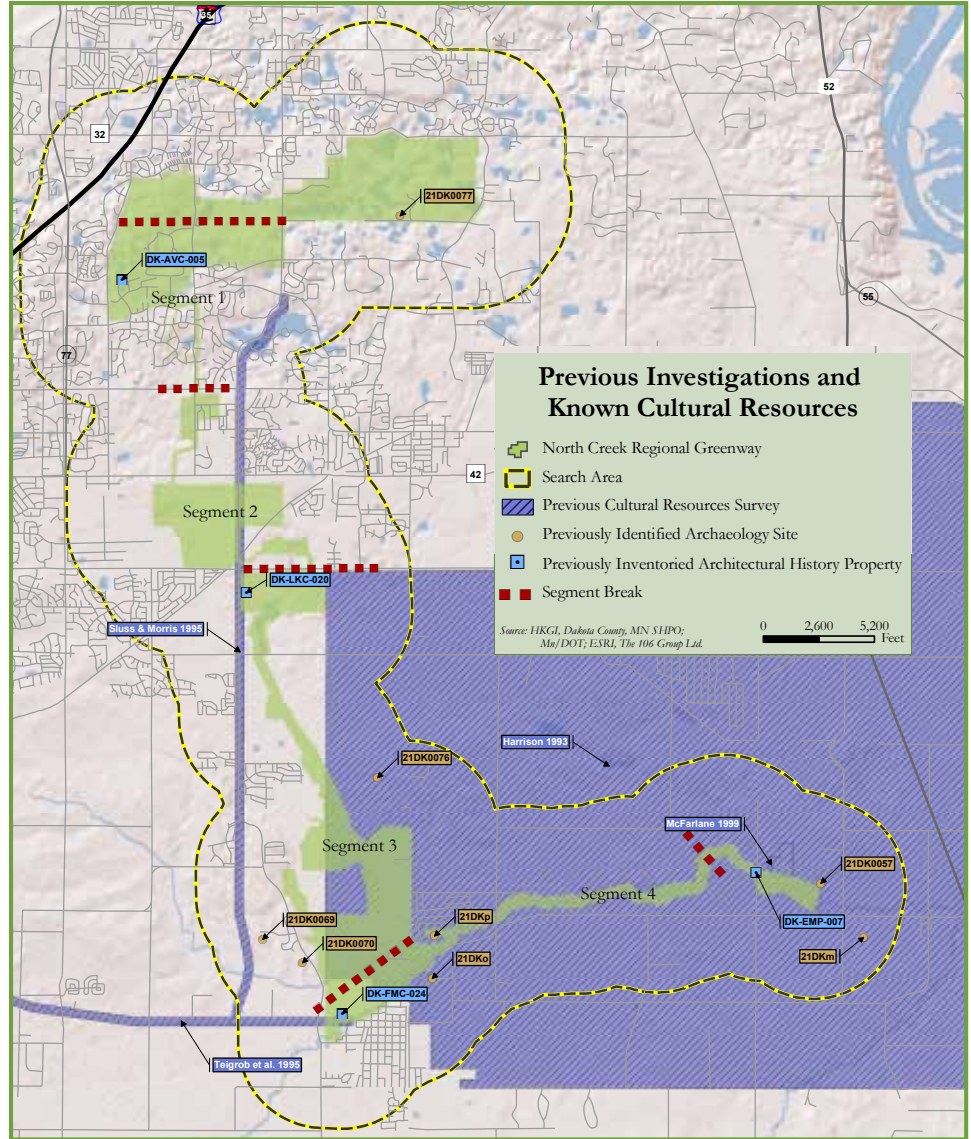 35
52
32
21DK0077
DK-AVC-005
Segment 1
55
77
Previous Investigations and
Known Cultural Resources
North Creek Regional Greenway
Search Area
Previous Cultural Resources Survey
Previously Identified Archaeology Site
Previously Inventoried Architectural History Property
Segment Break
Source: HKGI, Dakota County, MN SHPO;
Mn/DOT; ESRI, The 106 Group Ltd.
0 2,600 5,200
Feet
42
Segment 2
DK-LKC-020
Sluss & Morris 1995
Harrison 1993
21DK0076
McFarlane 1999
Segment 3
21DK0057
Segment 4
21DK0069
21DKp
DK-EMP-007
21DK0070
21DKo
21DKm
DK-FMC-024
Teigrob et al. 1995